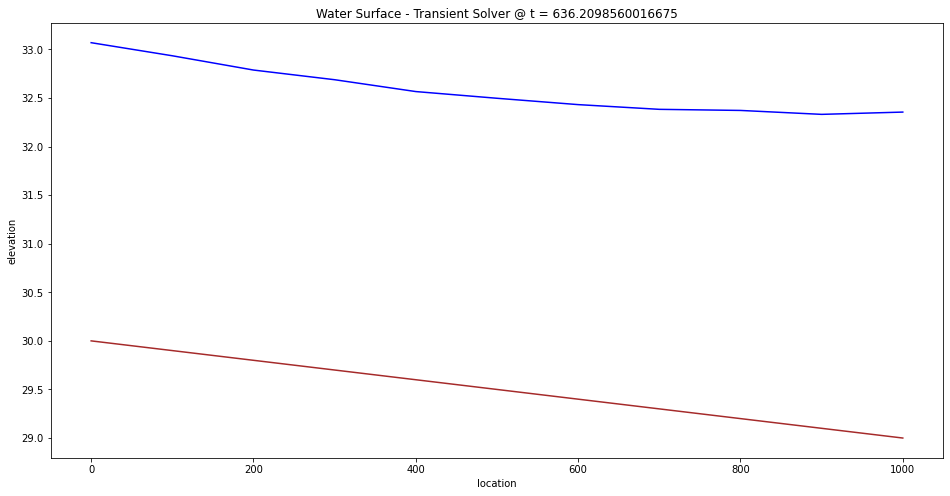 Water Surface - Transient Solver @ t = 636.2098560016675
33.0
32.5
32.0
31.5
31.0
30.5
30.0
29.5
29.0
elevation
0 200 400 600 800 1000
location